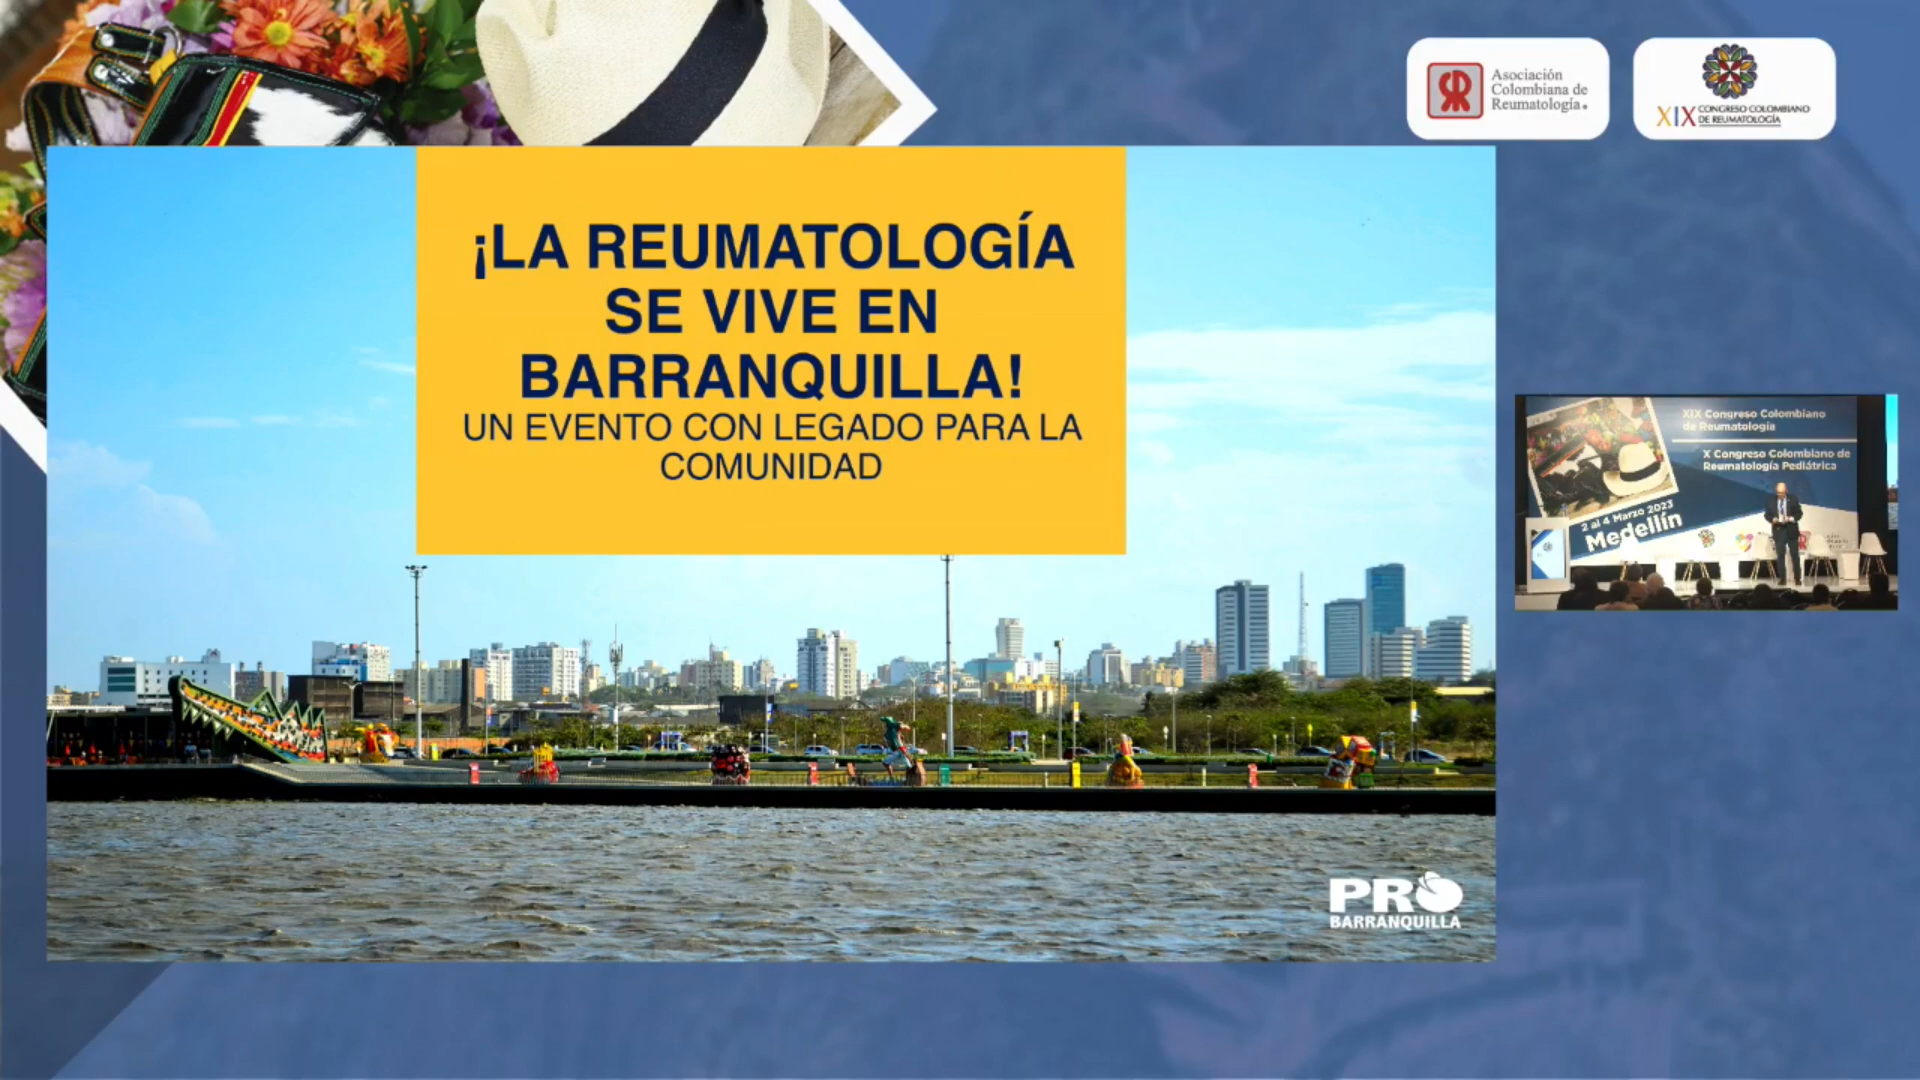 Asociación
Colombiana de
Reumatología.
XIX CONGRESO COLOMBIANO
DE REUMATOLOGÍA
¡LA REUMATOLOGÍA
SE VIVE EN
BARRANQUILLA!
UN EVENTO CON LEGADO PARA LA
COMUNIDAD
XIX Congreso Colombiano
de Reumatología
X Congreso Colombiano de
Reumatología Pediátrica
2 al 4 Marzo 2023
Medellín
PRO
BARRANQUILLA